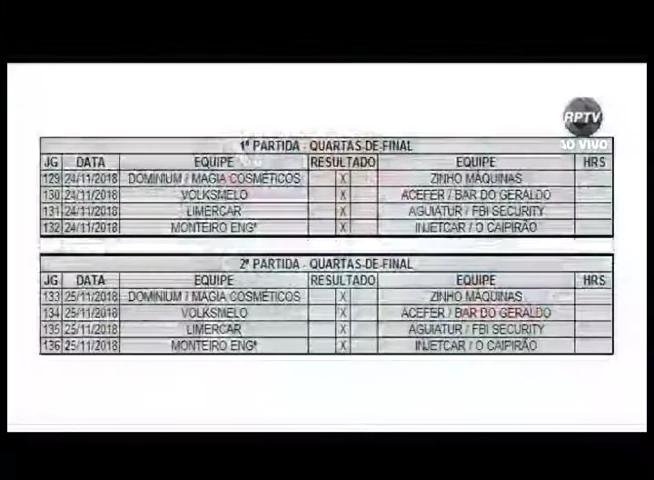 RPTV
AO VIVO
1ª PARTIDA - QUARTAS-DE-FINAL
JG DATA EQUIPE RESULTADO EQUIPE HRS
129 24/11/2018 DOMINIUM / MAGIA COSMÉTICOS X ZINHO MÁQUINAS
130 24/11/2018 VOLKSMELO X ACEFER / BAR DO GERALDO
131 24/11/2018 LIMERCAR X AGUIATUR / FBI SECURITY
132 24/11/2018 MONTEIRO ENGª X INJETCAR / O CAIPIRÃO
2ª PARTIDA - QUARTAS-DE-FINAL
JG DATA EQUIPE RESULTADO EQUIPE HRS
133 25/11/2018 DOMINIUM / MAGIA COSMÉTICOS X ZINHO MÁQUINAS
134 25/11/2018 VOLKSMELO X ACEFER / BAR DO GERALDO
135 25/11/2018 LIMERCAR X AGUIATUR / FBI SECURITY
136 25/11/2018 MONTEIRO ENGª X INJETCAR / O CAIPIRÃO